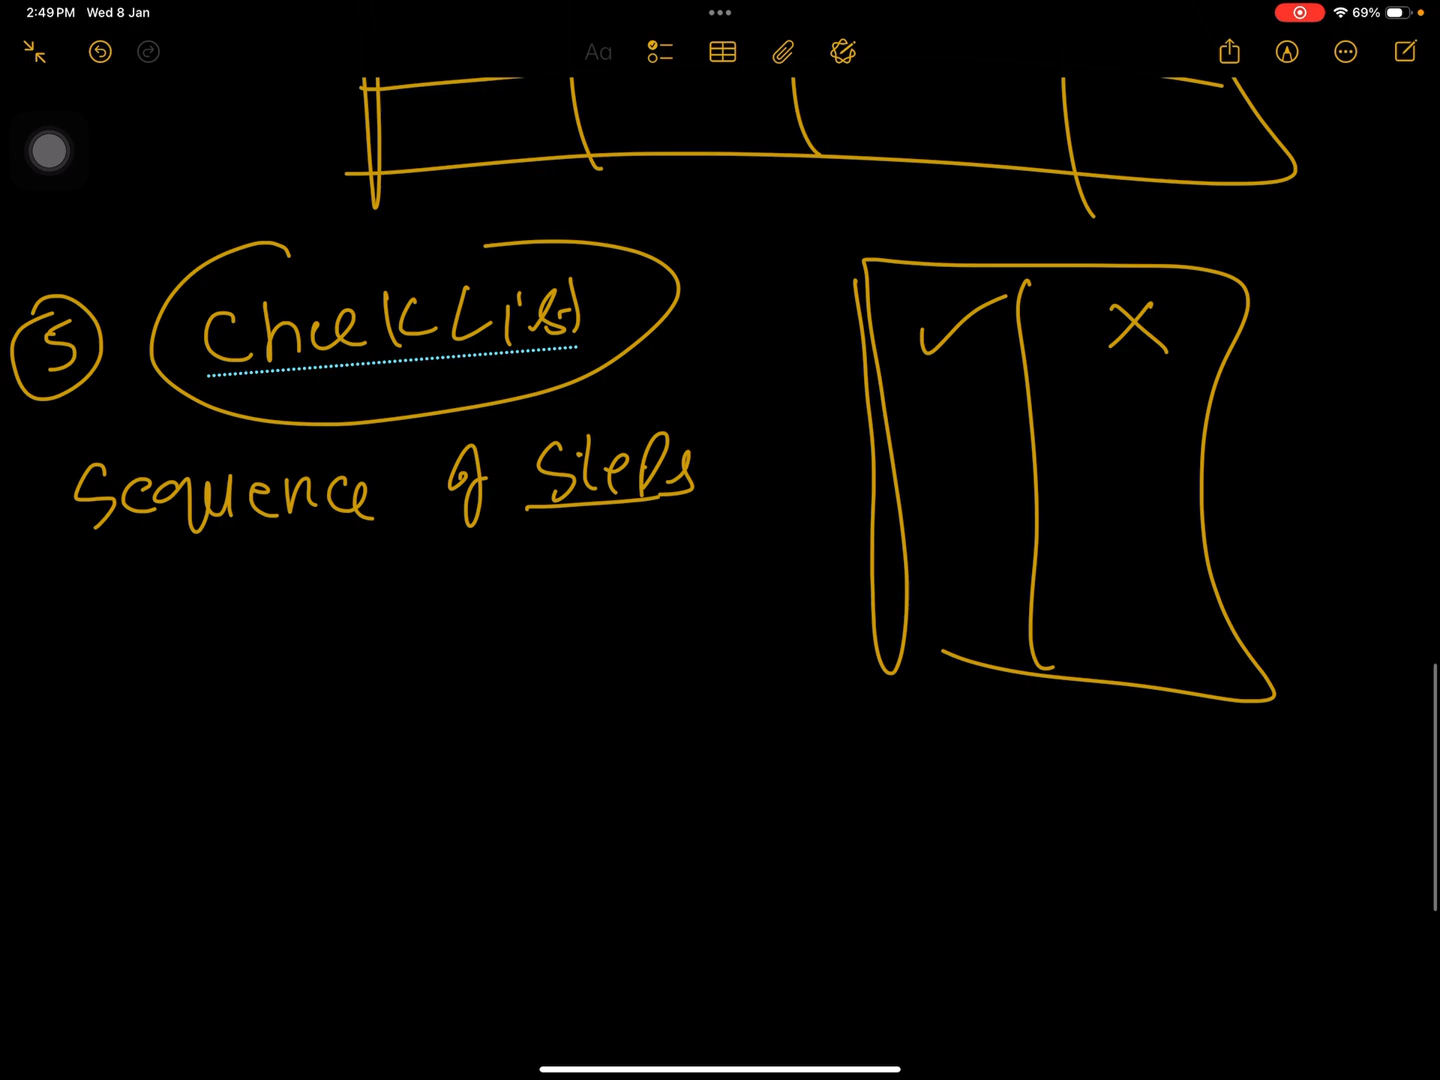 2:49 PM Wed 8 Jan
69%
Aa
5 CheckList
Sequence of Steps
✓ X